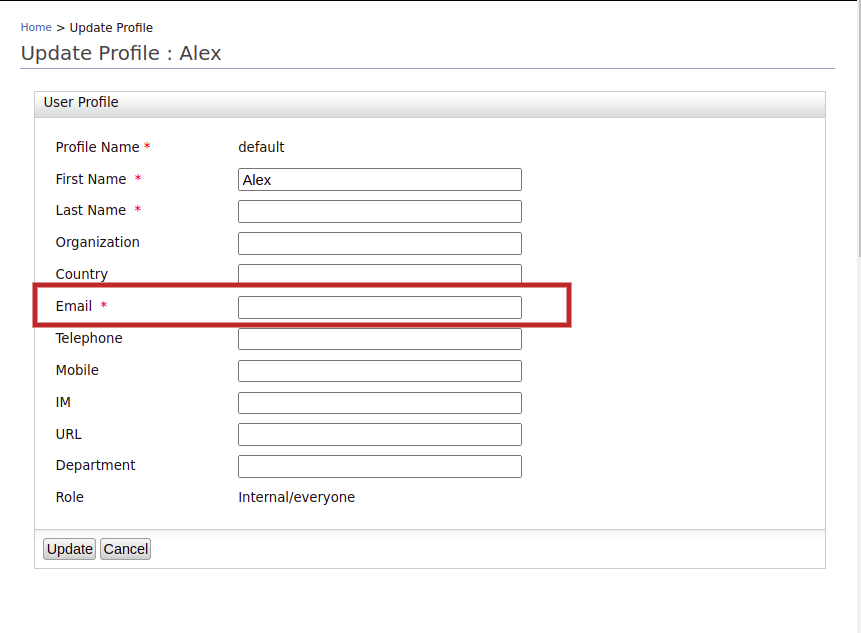 Home > Update Profile
Update Profile : Alex
User Profile
Profile Name * default
First Name * Alex
Last Name *
Organization
Country
Email *
Telephone
Mobile
IM
URL
Department
Role Internal/everyone
Update Cancel